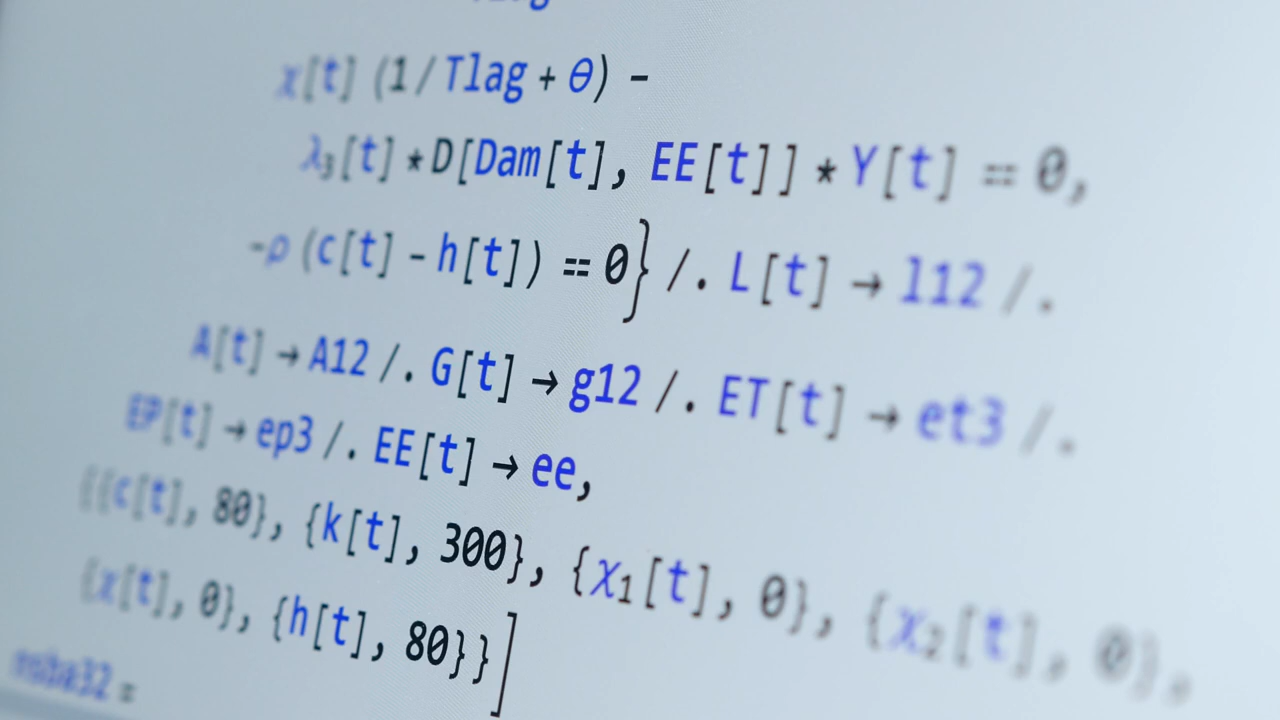 χ[t] (1/Tlag + θ) -
λ₃[t] * D[Dam[t], EE[t]] * Y[t] == 0,
-ρ (c[t] - h[t]) == 0} /. L[t] → l12 /.
A[t] → A12 /. G[t] → g12 /. ET[t] → et3 /.
EP[t] → ep3 /. EE[t] → ee,
{{c[t], 80}, {k[t], 300}, {χ₁[t], 0}, {χ₂[t], 0},
{χ[t], 0}, {h[t], 80}}]
=